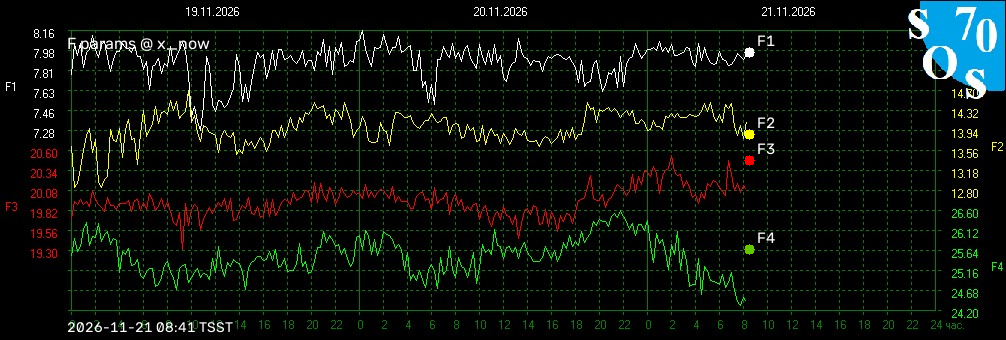 19.11.2026 20.11.2026 21.11.2026
F params @ x_now
F1
8.16
7.98
7.81
7.63
7.46
7.28
F3
20.60
20.34
20.08
19.82
19.56
19.30
F1
F2
F3
F4
SOS 70
14.70
14.32
13.94
13.56
13.18
12.80
F2
26.60
26.12
25.64
25.16
24.68
24.20
F4
2026-11-21 08:41 TSST
14 16 18 20 22 0 2 4 6 8 10 12 14 16 18 20 22 0 2 4 6 8 10 12 14 16 18 20 22 24 час.